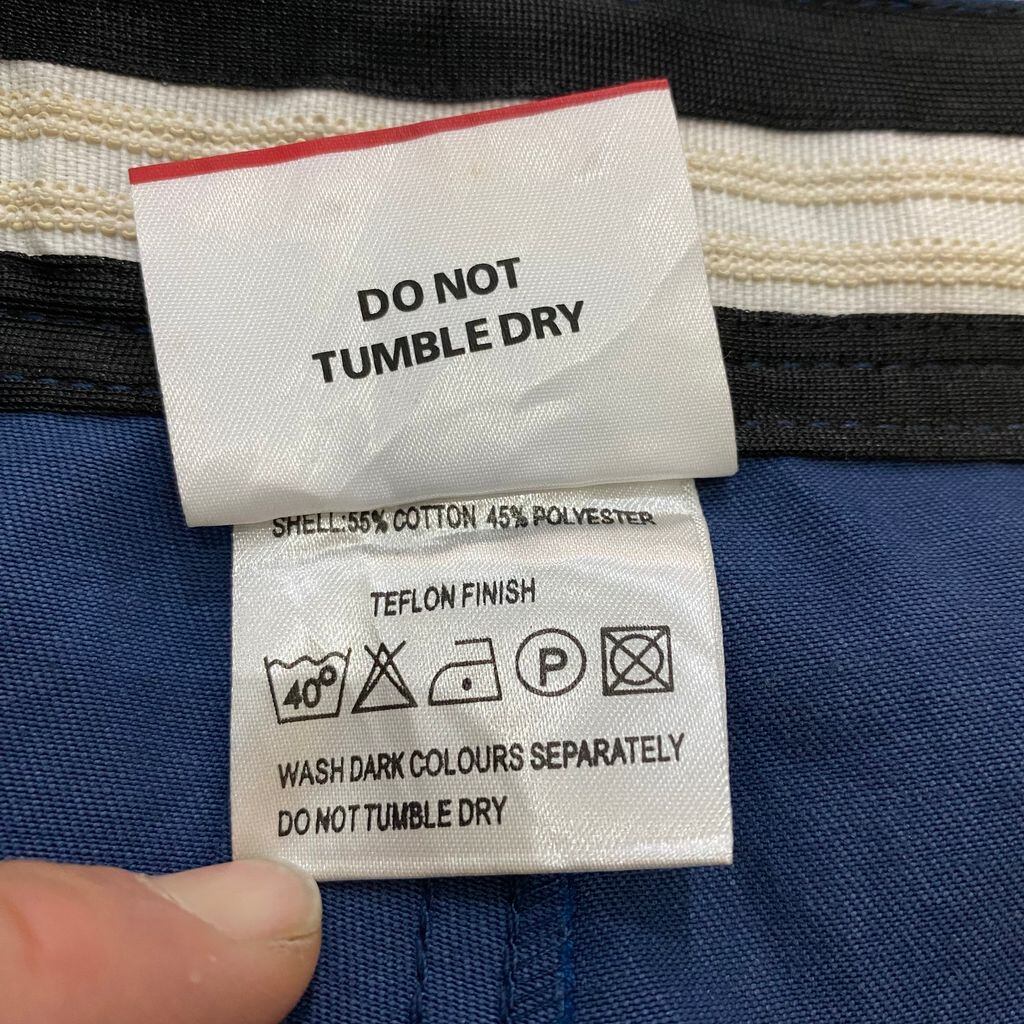 DO NOT
TUMBLE DRY
SHELL:55% COTTON 45% POLYESTER
TEFLON FINISH
40° P
WASH DARK COLOURS SEPARATELY
DO NOT TUMBLE DRY